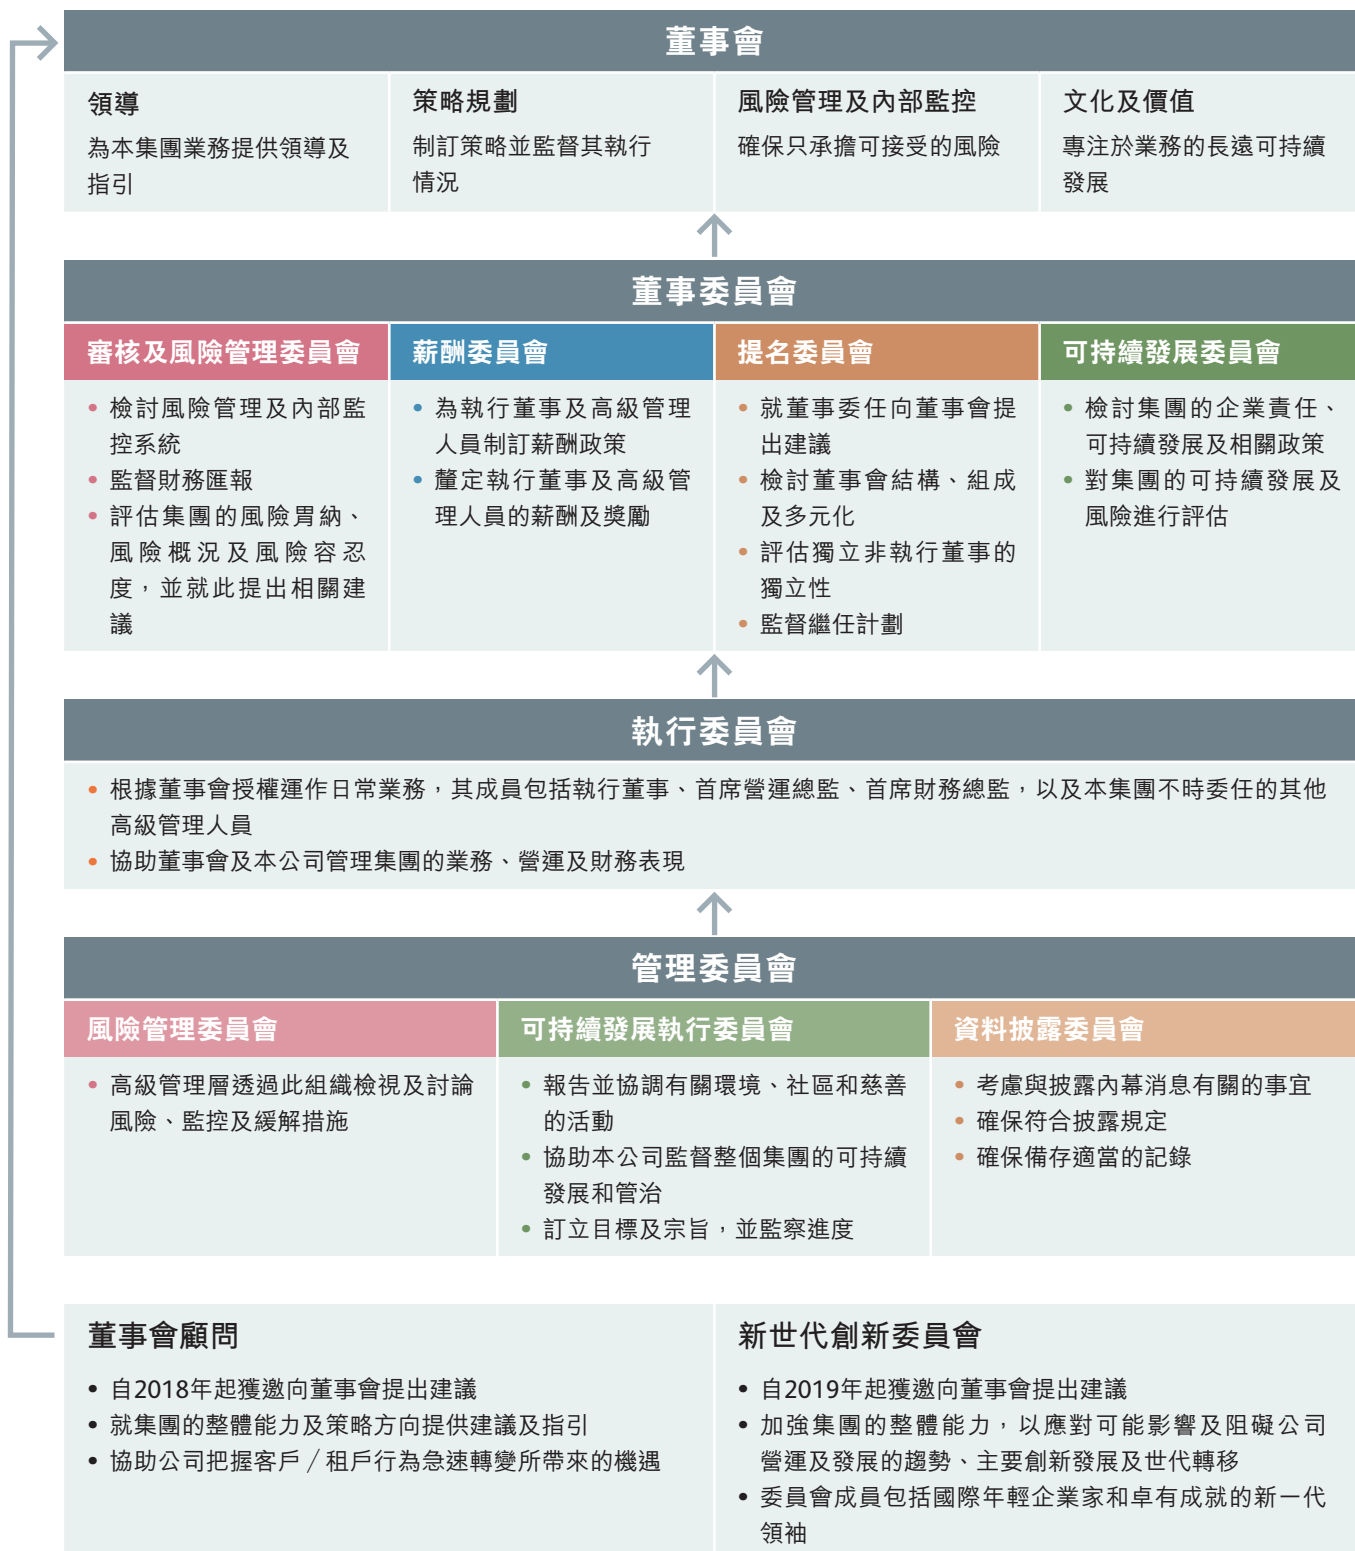 董事會
領導
為本集團業務提供領導及
指引
策略規劃
制訂策略並監督其執行
情況
風險管理及內部監控
確保只承擔可接受的風險
文化及價值
專注於業務的長遠可持續
發展
董事委員會
審核及風險管理委員會
• 檢討風險管理及內部監
控系統
• 監督財務匯報
• 評估集團的風險胃納、
風險概況及風險容忍
度，並就此提出相關建
議
薪酬委員會
• 為執行董事及高級管理
人員制訂薪酬政策
• 釐定執行董事及高級管
理人員的薪酬及獎勵
提名委員會
• 就董事委任向董事會提
出建議
• 檢討董事會結構、組成
及多元化
• 評估獨立非執行董事的
獨立性
• 監督繼任計劃
可持續發展委員會
• 檢討集團的企業責任、
可持續發展及相關政策
• 對集團的可持續發展及
風險進行評估
執行委員會
• 根據董事會授權運作日常業務，其成員包括執行董事、首席營運總監、首席財務總監，以及本集團不時委任的其他
高級管理人員
• 協助董事會及本公司管理集團的業務、營運及財務表現
管理委員會
風險管理委員會
• 高級管理層透過此組織檢視及討論
風險、監控及緩解措施
可持續發展執行委員會
• 報告並協調有關環境、社區和慈善
的活動
• 協助本公司監督整個集團的可持續
發展和管治
• 訂立目標及宗旨，並監察進度
資料披露委員會
• 考慮與披露內幕消息有關的事宜
• 確保符合披露規定
• 確保備存適當的記錄
董事會顧問
• 自2018年起獲邀向董事會提出建議
• 就集團的整體能力及策略方向提供建議及指引
• 協助公司把握客戶／租戶行為急速轉變所帶來的機遇
新世代創新委員會
• 自2019年起獲邀向董事會提出建議
• 加強集團的整體能力，以應對可能影響及阻礙公司
營運及發展的趨勢、主要創新發展及世代轉移
• 委員會成員包括國際年輕企業家和卓有成就的新一代
領袖